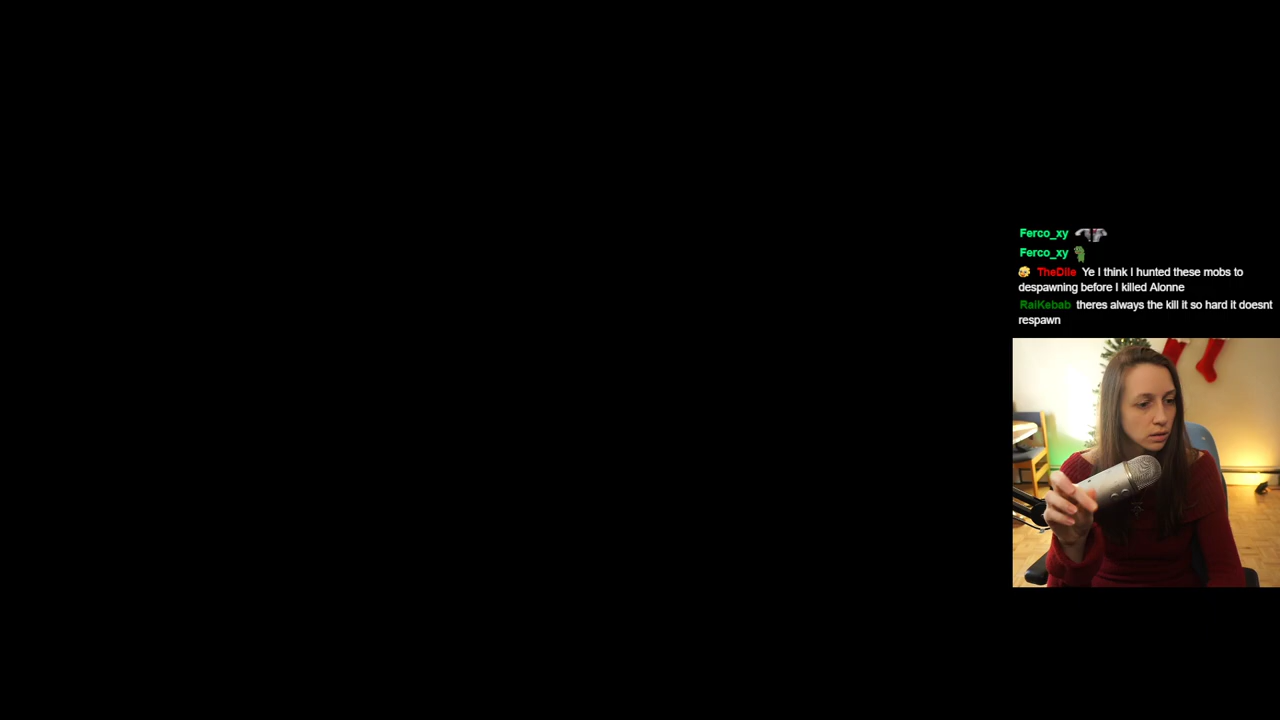 Ferco_xy
Ferco_xy
TheDile Ye I think I hunted these mobs to
despawning before I killed Alonne
RalKebab theres always the kill it so hard it doesnt
respawn